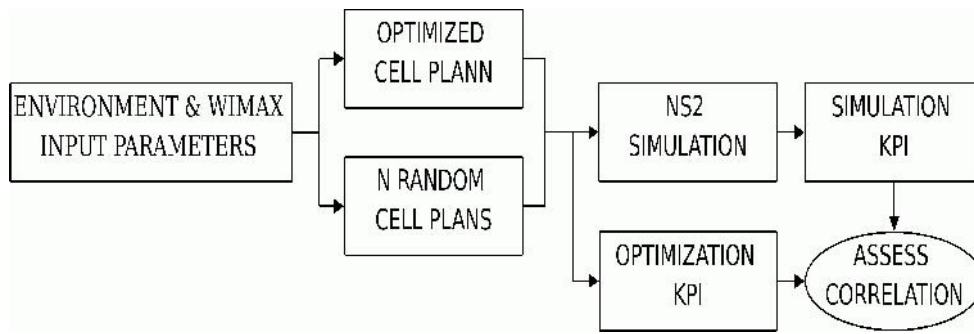 ENVIRONMENT & WIMAX
INPUT PARAMETERS
OPTIMIZED
CELL PLANN
N RANDOM
CELL PLANS
NS2
SIMULATION
SIMULATION
KPI
OPTIMIZATION
KPI
ASSESS
CORRELATION